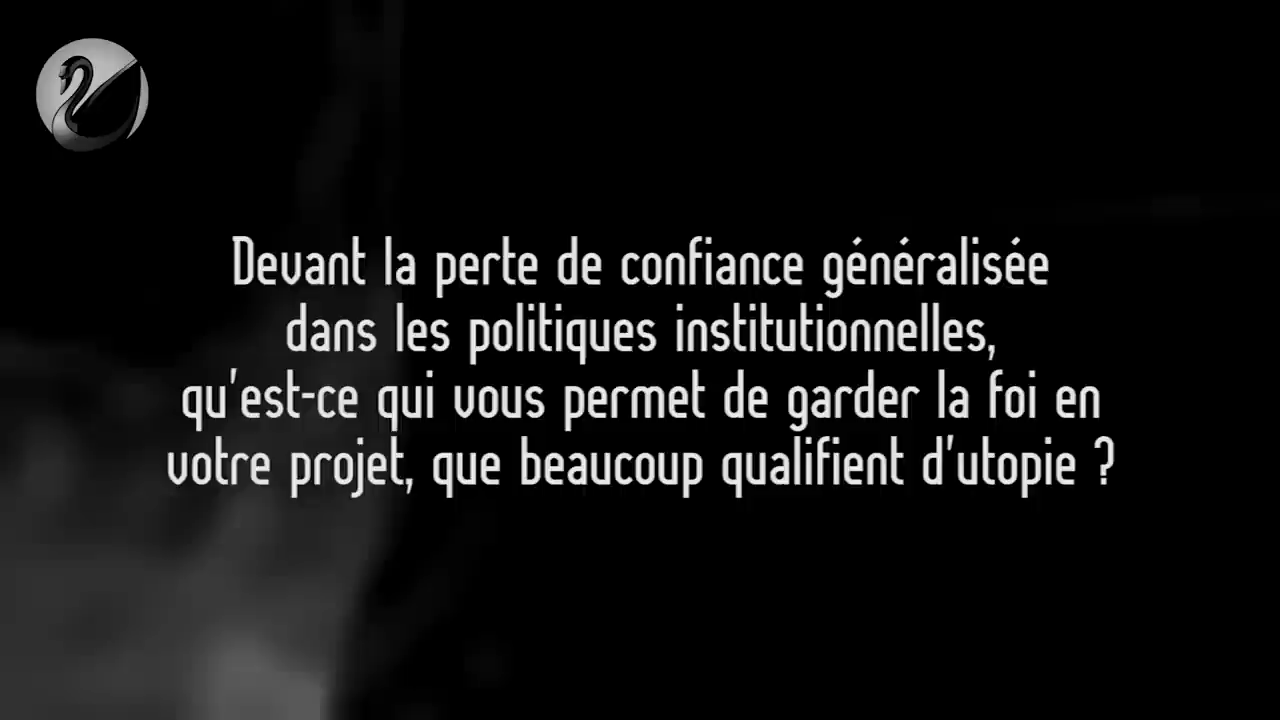 Devant la perte de confiance généralisée
dans les politiques institutionnelles,
qu'est-ce qui vous permet de garder la foi en
votre projet, que beaucoup qualifient d'utopie ?